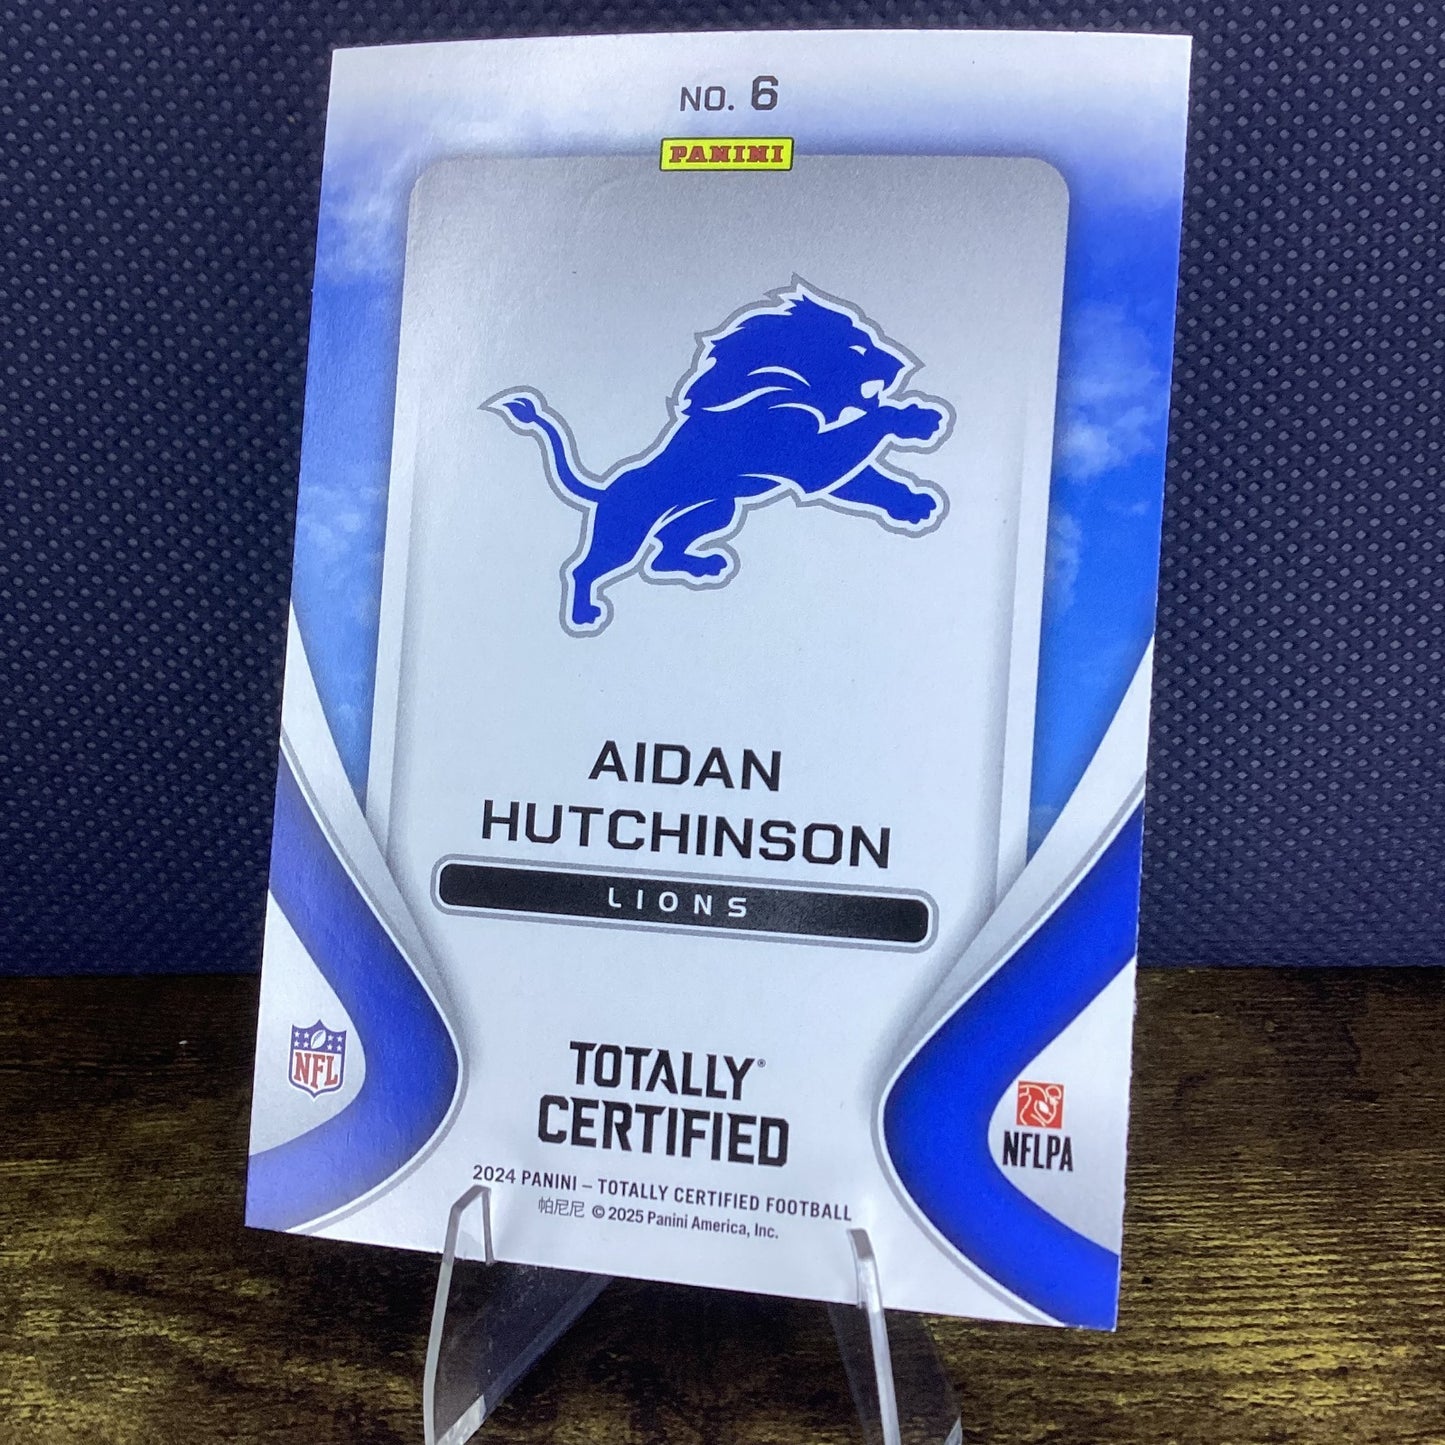 NO. 6
PANINI
AIDAN
HUTCHINSON
LIONS
TOTALLY®
CERTIFIED
NFL
NFLPA
2024 PANINI – TOTALLY CERTIFIED FOOTBALL
帕尼尼 © 2025 Panini America, Inc.